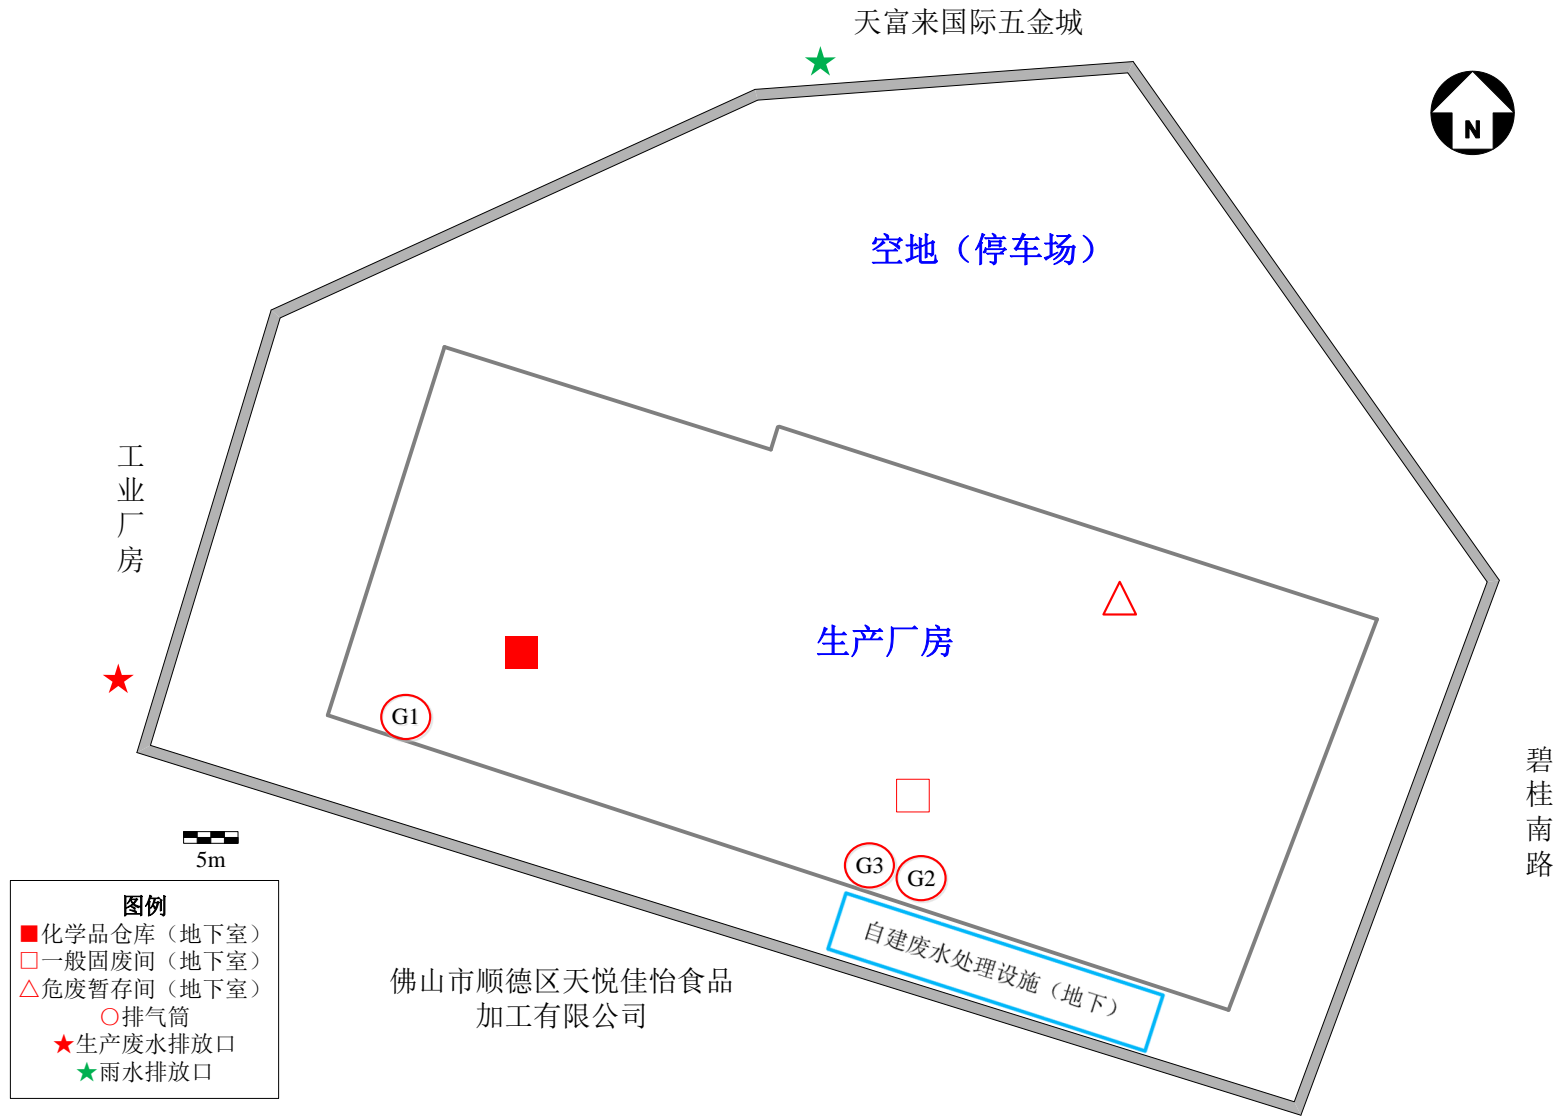 天富来国际五金城
N
空地（停车场）
工业厂房
生产厂房
G1
碧桂南路
5m
G3
G2
自建废水处理设施（地下）
图例
化学品仓库（地下室）
一般固废间（地下室）
危废暂存间（地下室）
排气筒
生产废水排放口
雨水排放口
佛山市顺德区天悦佳怡食品
加工有限公司